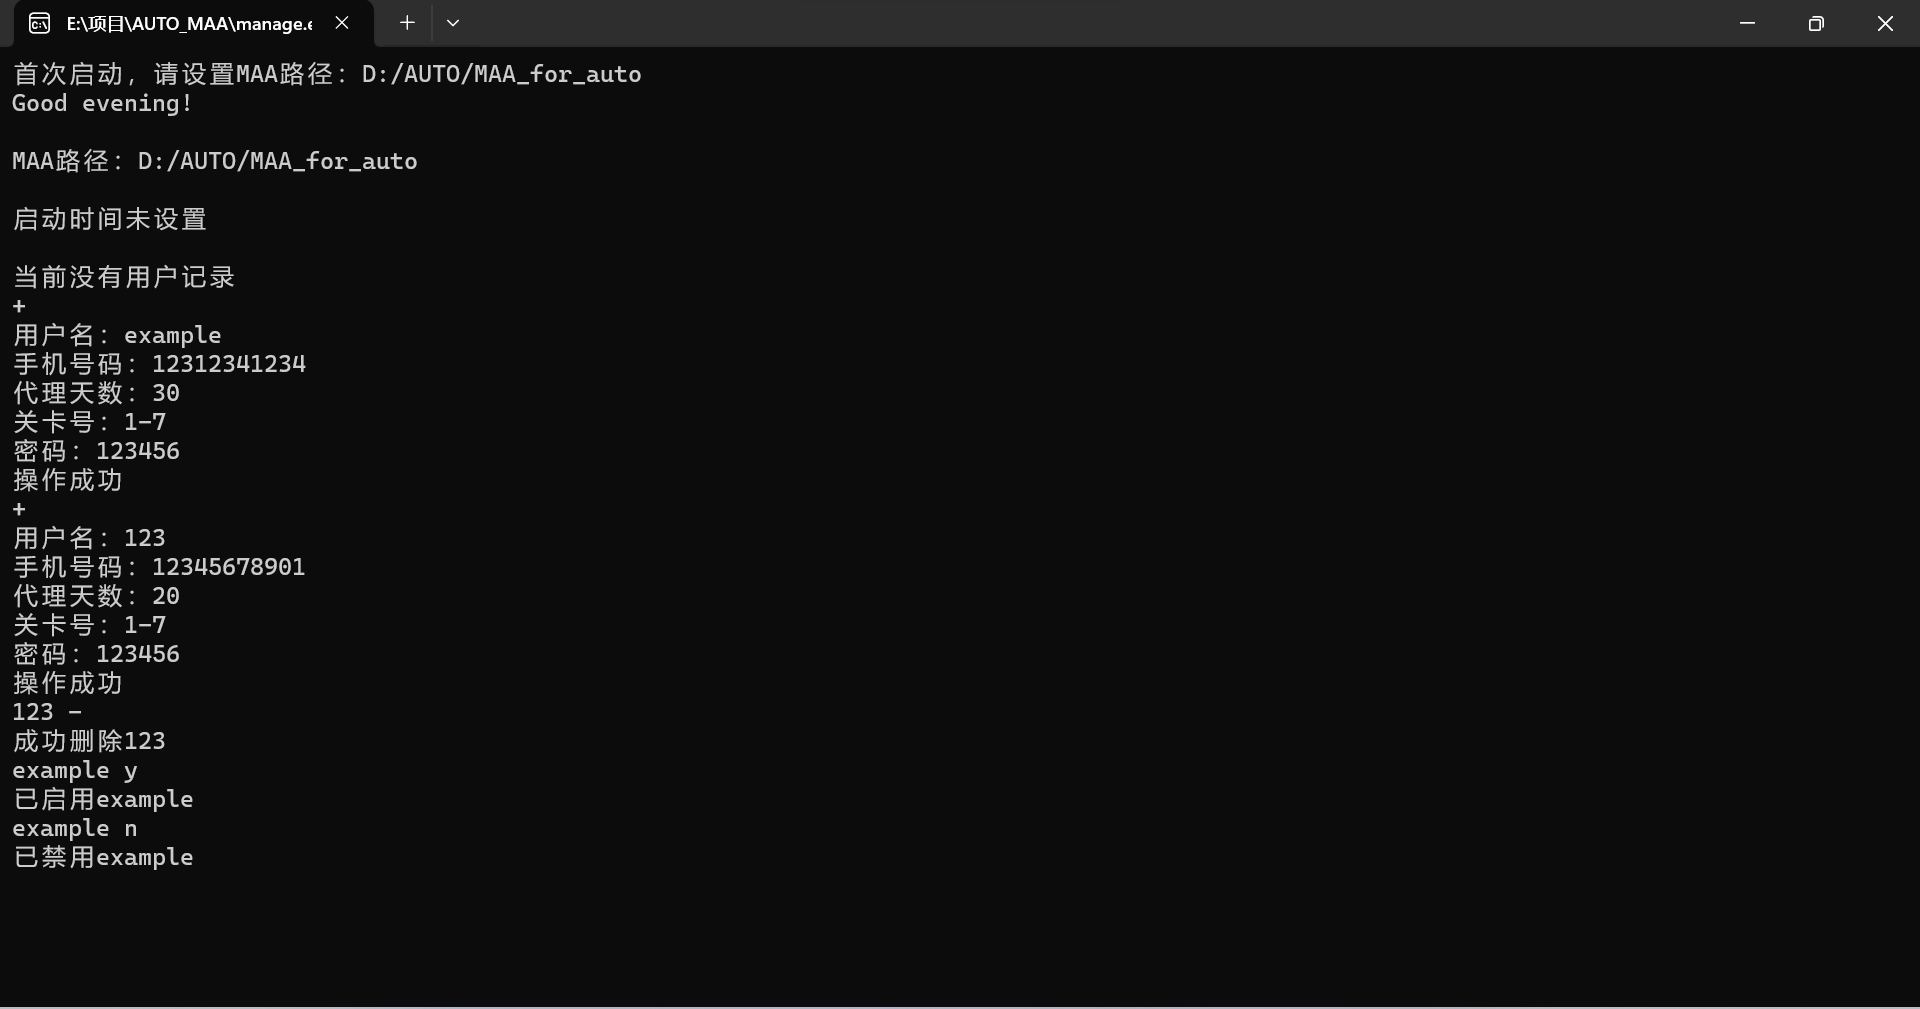 E:\项目\AUTO_MAA\manage.e
首次启动，请设置MAA路径：D:/AUTO/MAA_for_auto
Good evening!
MAA路径：D:/AUTO/MAA_for_auto
启动时间未设置
当前没有用户记录
+
用户名：example
手机号码：12312341234
代理天数：30
关卡号：1-7
密码：123456
操作成功
+
用户名：123
手机号码：12345678901
代理天数：20
关卡号：1-7
密码：123456
操作成功
123 -
成功删除123
example y
已启用example
example n
已禁用example